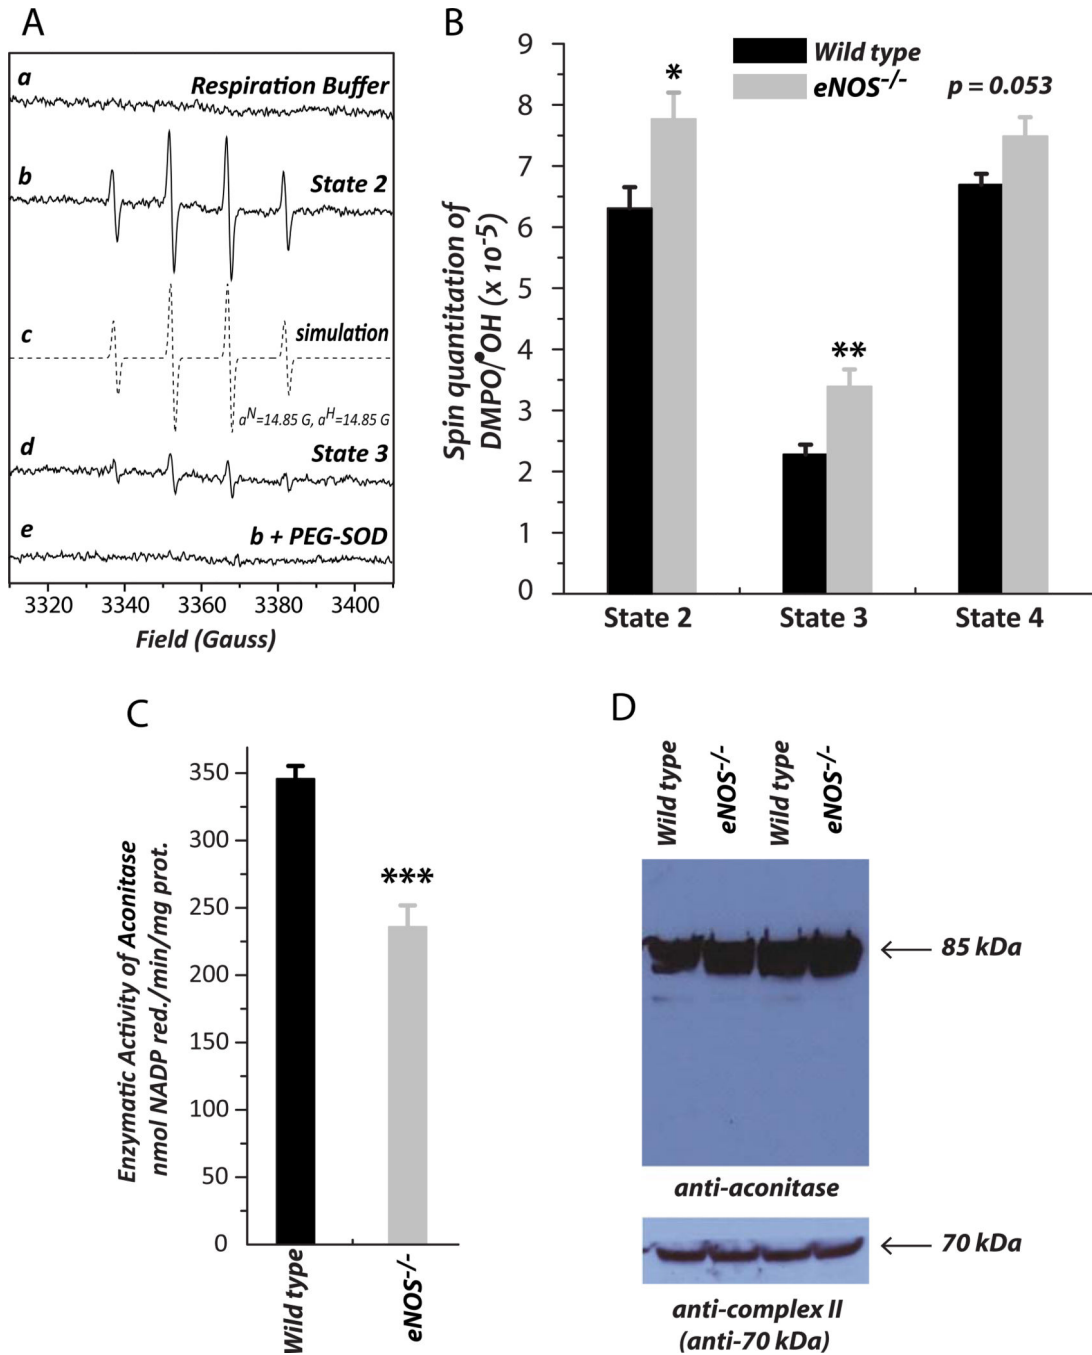 A
a
Respiration Buffer
b
State 2
c
simulation
a^N=14.85 G, a^H=14.85 G
d
State 3
e
b + PEG-SOD
3320 3340 3360 3380 3400
Field (Gauss)
B
Spin quantitation of
DMPO/•OH (x 10^-5)
9
8
7
6
5
4
3
2
1
0
Wild type
eNOS^-/-
*
**
p = 0.053
State 2 State 3 State 4
C
Enzymatic Activity of Aconitase
nmol NADP red./min/mg prot.
350
300
250
200
150
100
50
0
***
Wild type
eNOS^-/-
D
Wild type
eNOS^-/-
Wild type
eNOS^-/-
85 kDa
anti-aconitase
70 kDa
anti-complex II
(anti-70 kDa)